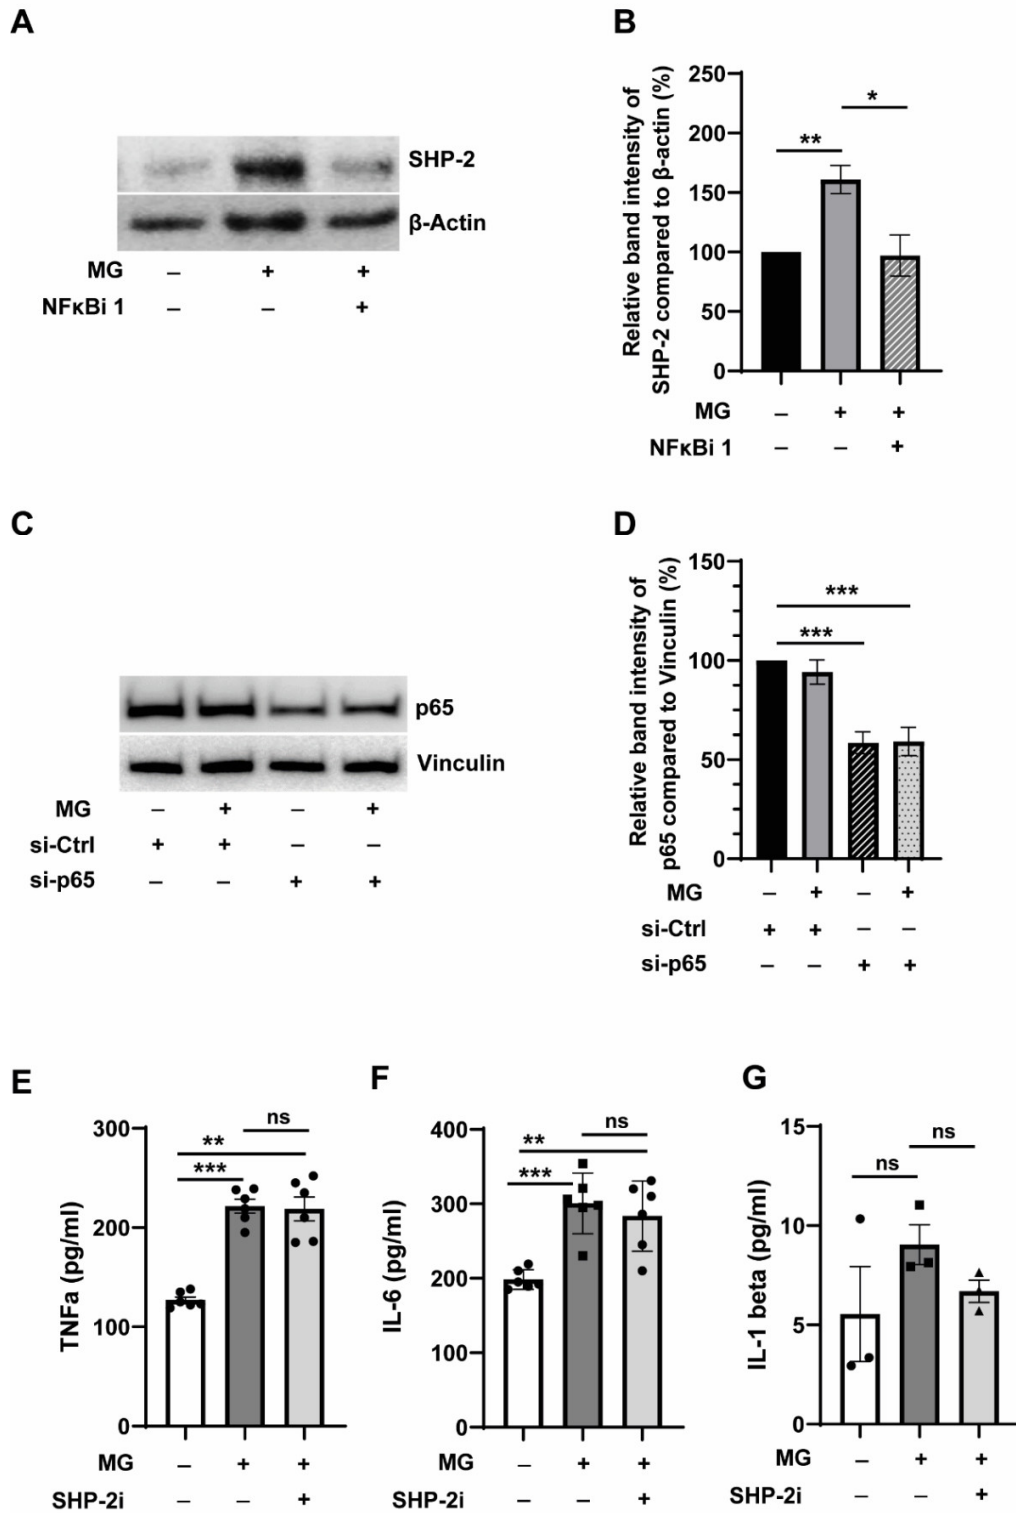 A
SHP-2
β-Actin
MG – + +
NFκBi 1 – – +
B
Relative band intensity of
SHP-2 compared to β-actin (%)
250
200
150
100
50
0
*
**
MG – + +
NFκBi 1 – – +
C
p65
Vinculin
MG – + – +
si-Ctrl + + – –
si-p65 – – + +
D
Relative band intensity of
p65 compared to Vinculin (%)
150
100
50
0
***
***
MG – + – +
si-Ctrl + + – –
si-p65 – – + +
E
TNFa (pg/ml)
300
200
100
0
ns
**
***
MG – + +
SHP-2i – – +
F
IL-6 (pg/ml)
400
300
200
100
0
ns
**
***
MG – + +
SHP-2i – – +
G
IL-1 beta (pg/ml)
15
10
5
0
ns
ns
MG – + +
SHP-2i – – +